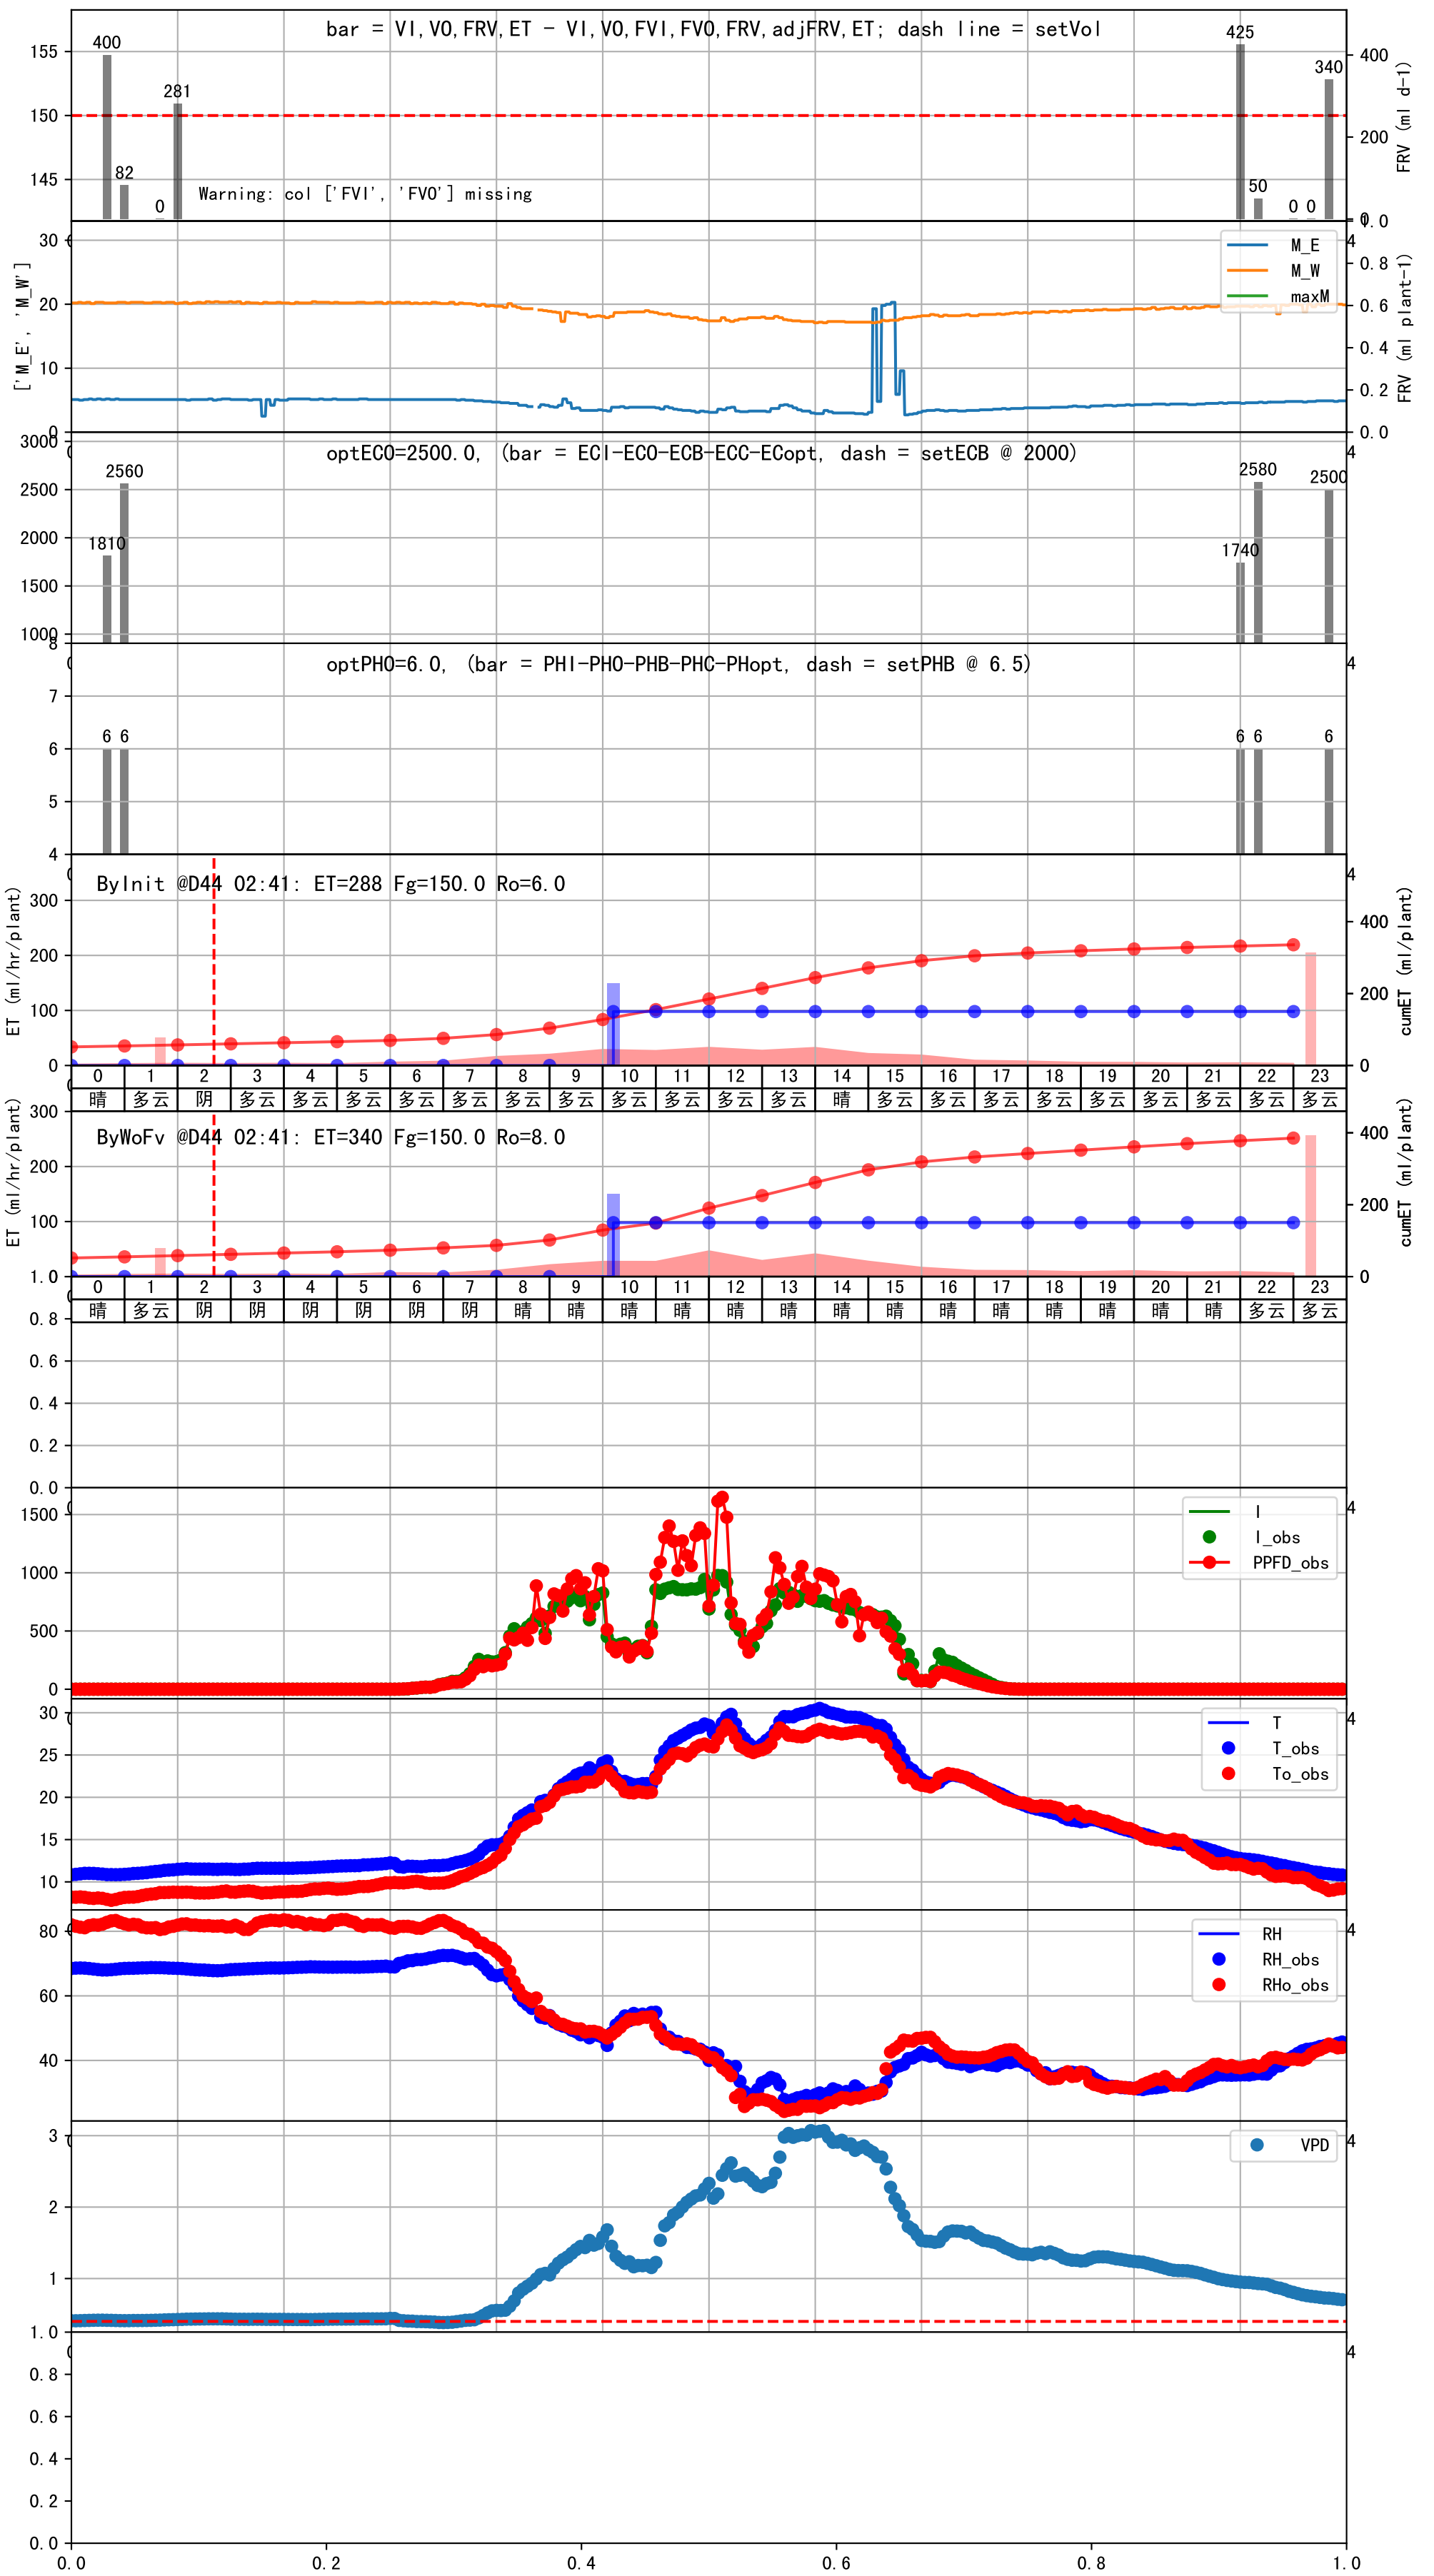 bar = VI,VO,FRV,ET - VI,VO,FVI,FVO,FRV,adjFRV,ET; dash line = setVol
400
82
0
281
425
50
0 0
340
155
150
145
400
200
0
FRV (ml d-1)
Warning: col ['FVI', 'FVO'] missing
['M_E', 'M_W']
30
20
10
0
M_E
M_W
maxM
1.0
0.8
0.6
0.4
0.2
0.0
FRV (ml plant-1)
optECO=2500.0, (bar = ECI-ECO-ECB-ECC-ECopt, dash = setECB @ 2000)
3000
2500
2000
1500
1000
1810
2560
1740
2580
2500
optPHO=6.0, (bar = PHI-PHO-PHB-PHC-PHopt, dash = setPHB @ 6.5)
8
7
6
5
4
6 6
6 6
6
ByInit @D44 02:41: ET=288 Fg=150.0 Ro=6.0
ET (ml/hr/plant)
300
200
100
0
400
200
0
cumET (ml/plant)
0 1 2 3 4 5 6 7 8 9 10 11 12 13 14 15 16 17 18 19 20 21 22 23
晴 多云 阴 多云 多云 多云 多云 多云 多云 多云 多云 多云 多云 多云 晴 多云 多云 多云 多云 多云 多云 多云 多云 多云
ByWoFv @D44 02:41: ET=340 Fg=150.0 Ro=8.0
ET (ml/hr/plant)
300
200
100
400
200
0
cumET (ml/plant)
0 1 2 3 4 5 6 7 8 9 10 11 12 13 14 15 16 17 18 19 20 21 22 23
晴 多云 阴 阴 阴 阴 阴 阴 晴 晴 晴 晴 晴 晴 晴 晴 晴 晴 晴 晴 晴 晴 多云 多云
1.0
0.8
0.6
0.4
0.2
0.0
1500
1000
500
0
I
I_obs
PPFD_obs
4
30
25
20
15
10
T
T_obs
To_obs
4
80
60
40
RH
RH_obs
RHo_obs
4
3
2
1
VPD
4
1.0
0.8
0.6
0.4
0.2
0.0
4
0.0 0.2 0.4 0.6 0.8 1.0